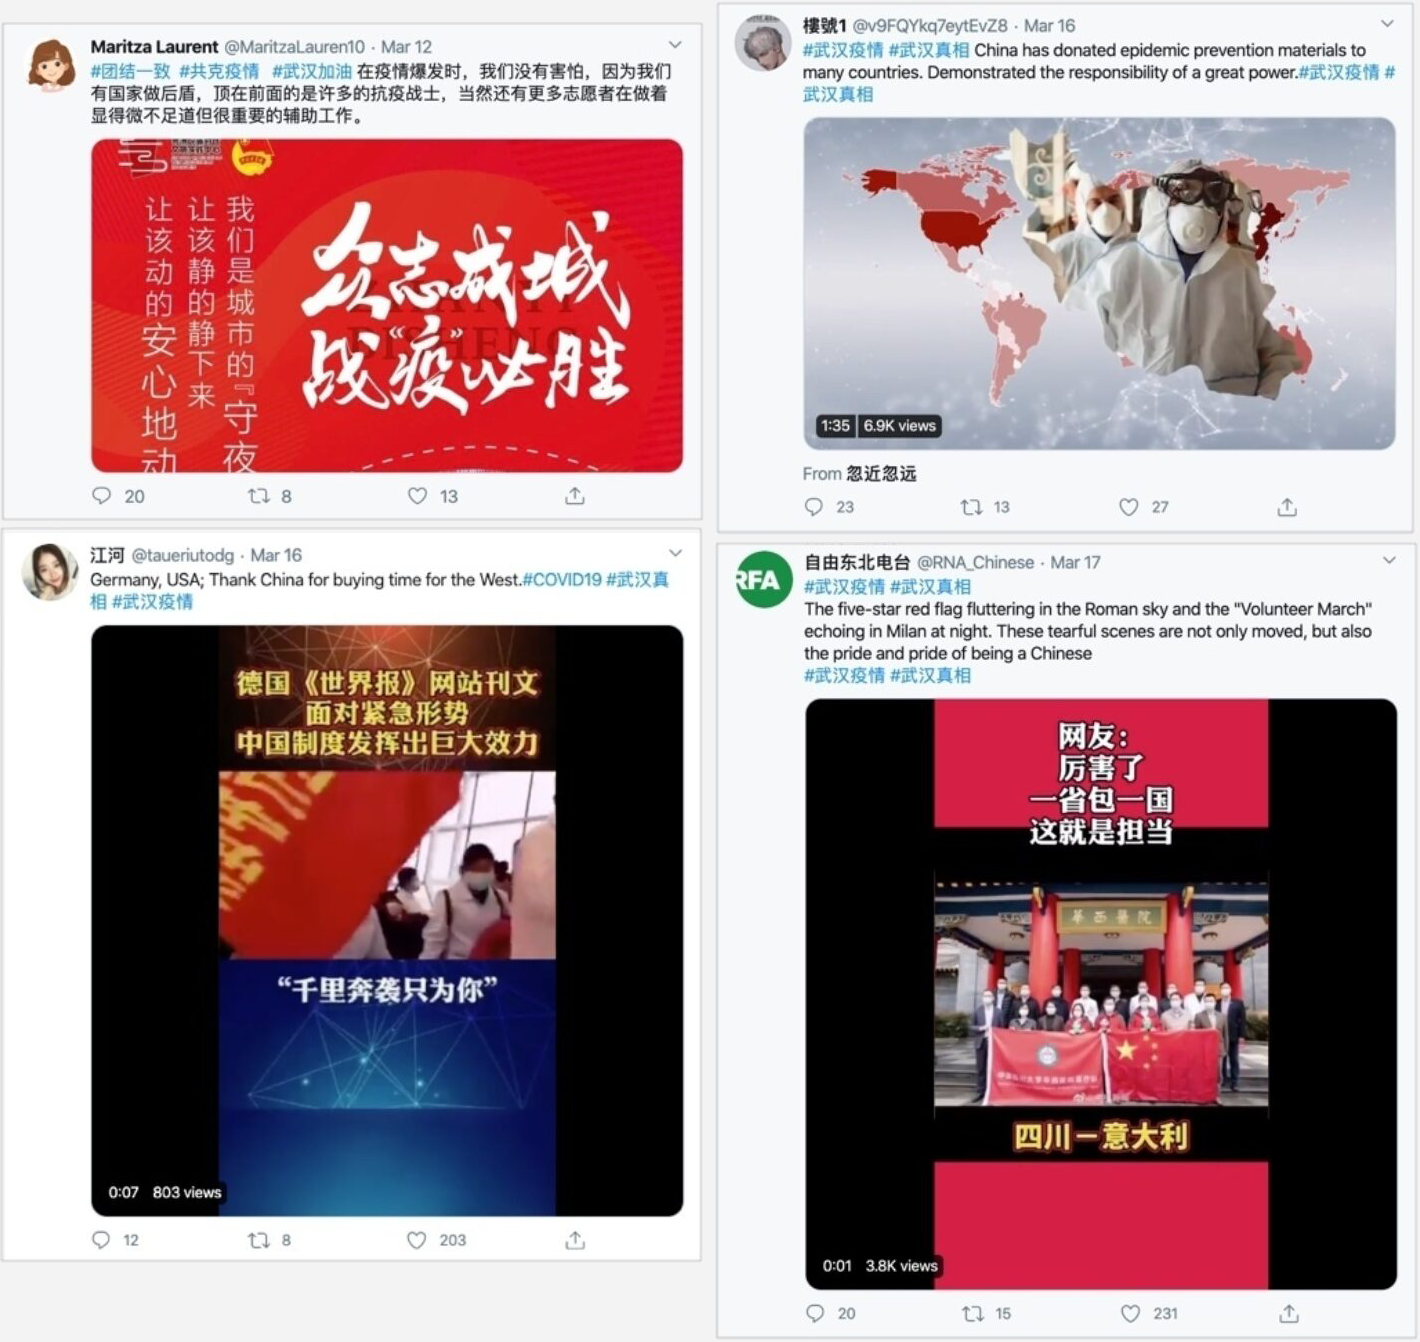 Maritza Laurent @MaritzaLauren10 · Mar 12
#团结一致 #共克疫情 #武汉加油 在疫情爆发时，我们没有害怕，因为我们
有国家做后盾，顶在前面的是许多的抗疫战士，当然还有更多志愿者在做着
显得微不足道但很重要的辅助工作。
我们是城市的『守夜
让该静的静下来
让该动的安心地动
众志成城
战“疫”必胜
20 8 13
樓號1 @v9FQYkq7eytEvZ8 · Mar 16
#武汉疫情 #武汉真相 China has donated epidemic prevention materials to
many countries. Demonstrated the responsibility of a great power.#武汉疫情 #
武汉真相
1:35 6.9K views
From 忽近忽远
23 13 27
江河 @taueriutodg · Mar 16
Germany, USA; Thank China for buying time for the West.#COVID19 #武汉真
相 #武汉疫情
德国《世界报》网站刊文
面对紧急形势
中国制度发挥出巨大效力
“千里奔袭只为你”
0:07 803 views
12 8 203
RFA
自由东北电台 @RNA_Chinese · Mar 17
#武汉疫情 #武汉真相
The five-star red flag fluttering in the Roman sky and the "Volunteer March"
echoing in Milan at night. These tearful scenes are not only moved, but also
the pride and pride of being a Chinese
#武汉疫情 #武汉真相
网友：
厉害了
一省包一国
这就是担当
華西醫院
四川－意大利
0:01 3.8K views
20 15 231